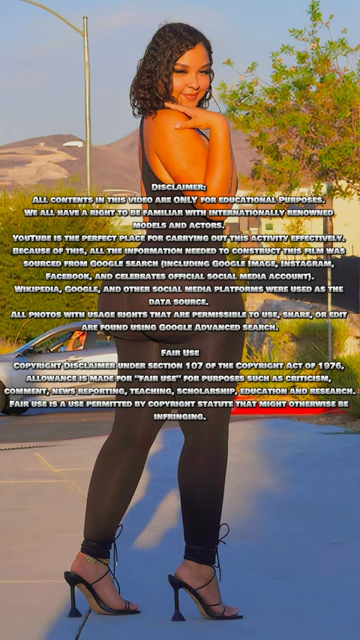 Disclaimer:
All contents in this video are ONLY for educational Purposes.
We all have a right to be familiar with internationally renowned
models and actors.
YouTube is the perfect place for carrying out this activity effectively.
Because of this, all the information needed to construct this film was
sourced from Google search (including Google Image, Instagram,
Facebook, and celebrates official social media account).
Wikipedia, Google, and other social media platforms were used as the
data source.
All photos with usage rights that are permissible to use, share, or edit
are found using Google Advanced search.
Fair Use
Copyright Disclaimer under section 107 of the Copyright Act of 1976,
allowance is made for "fair use" for purposes such as criticism,
comment, news reporting, teaching, scholarship, education and research.
Fair use is a use permitted by copyright statute that might otherwise be
infringing.